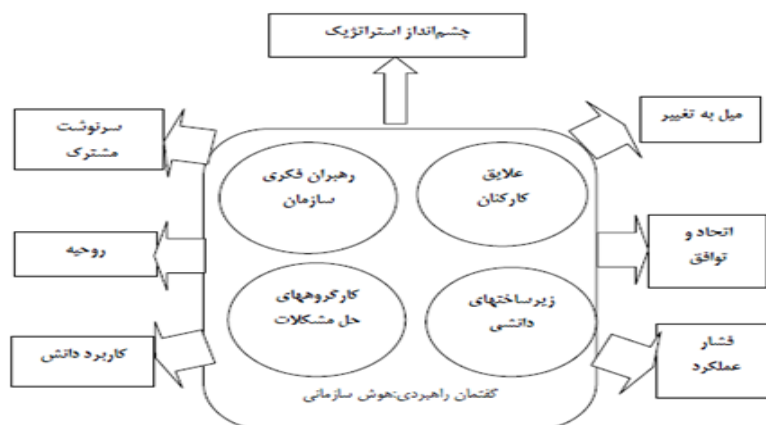 چشم‌انداز استراتژیک
میل به تغییر
سرنوشت
مشترک
علایق
کارکنان
رهبران فکری
سازمان
اتحاد و
توافق
روحیه
زیرساختهای
دانشی
کارگروههای
حل مشکلات
فشار
عملکرد
کاربرد دانش
گفتمان راهبردی:هوش سازمانی